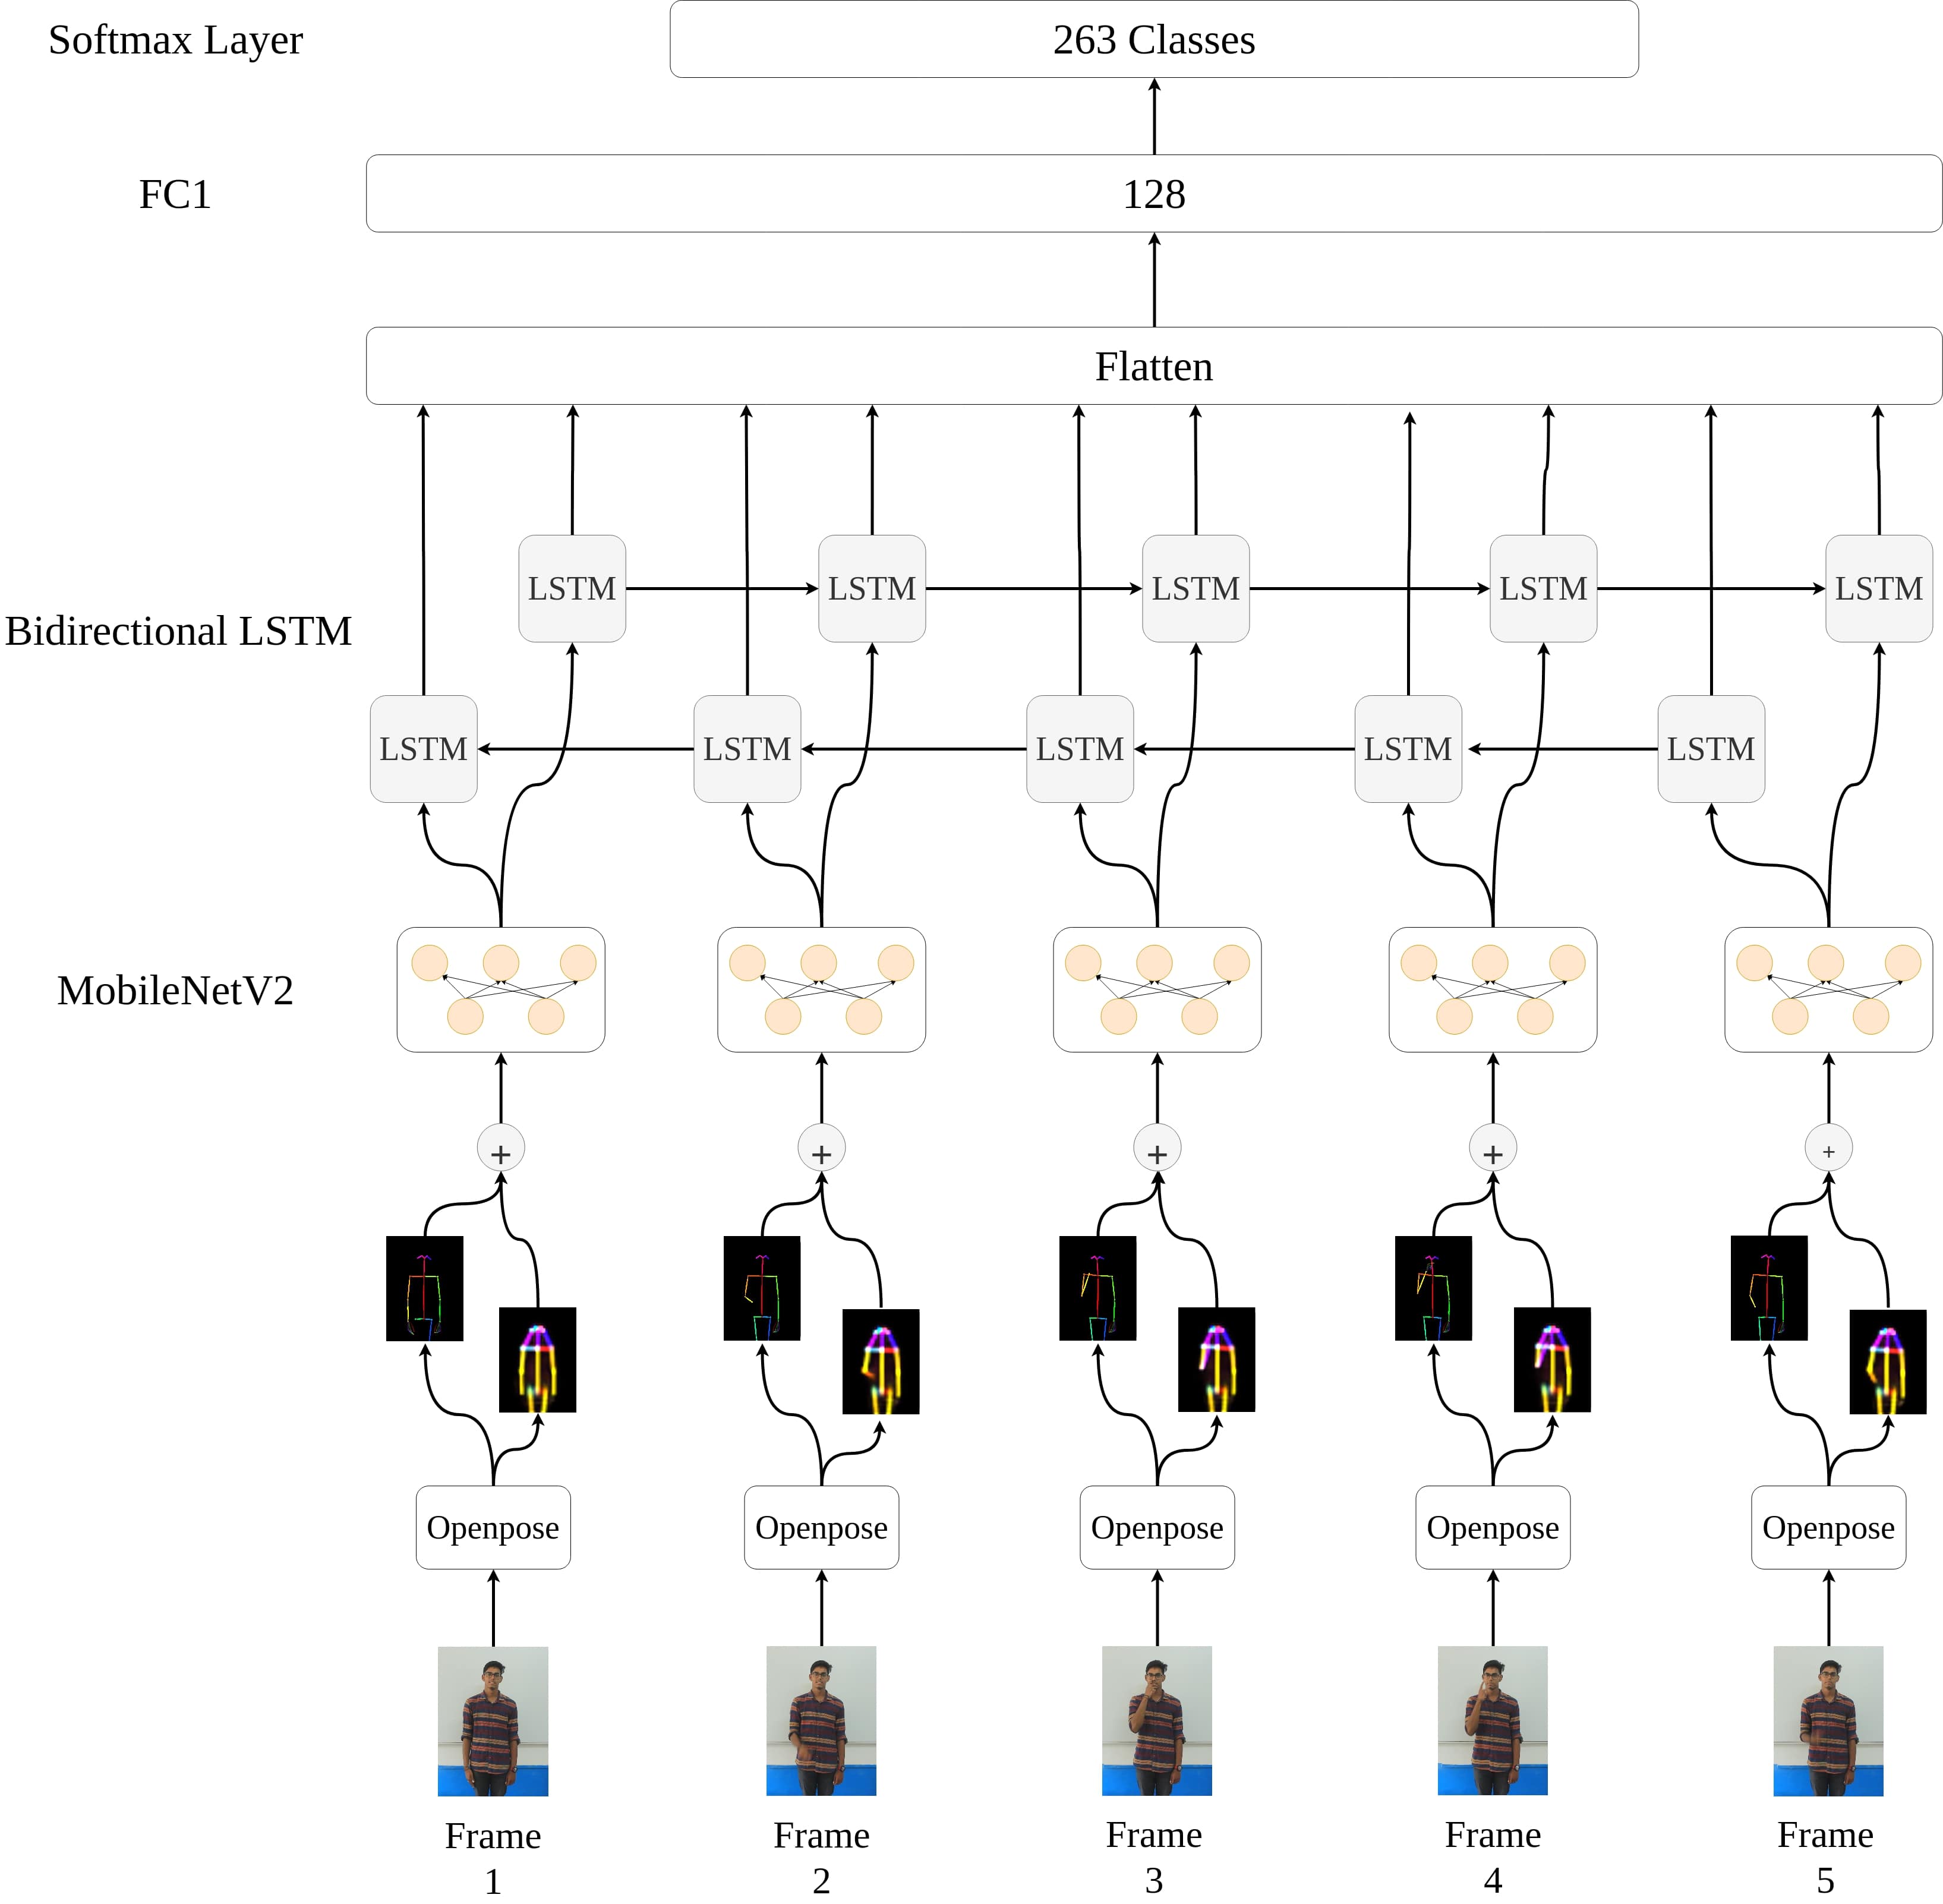 Softmax Layer
263 Classes
FC1
128
Flatten
Bidirectional LSTM
LSTM LSTM LSTM LSTM LSTM
LSTM LSTM LSTM LSTM LSTM
MobileNetV2
+ + + + +
Openpose Openpose Openpose Openpose Openpose
Frame Frame Frame Frame Frame
1 2 3 4 5